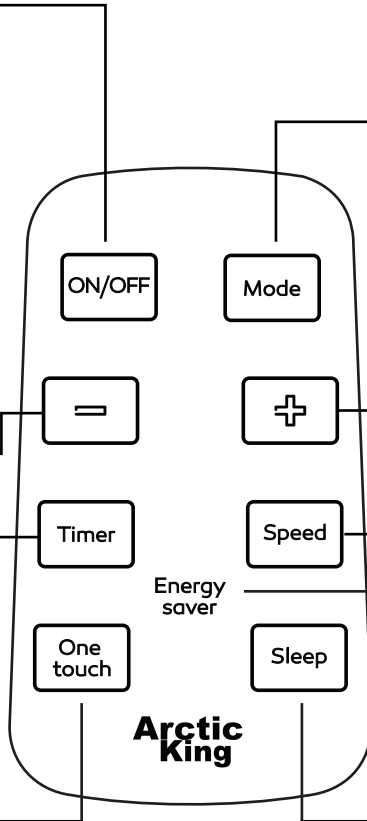 ON/OFF
Mode
−
+
Timer
Speed
Energy
saver
One
touch
Sleep
Arctic
King